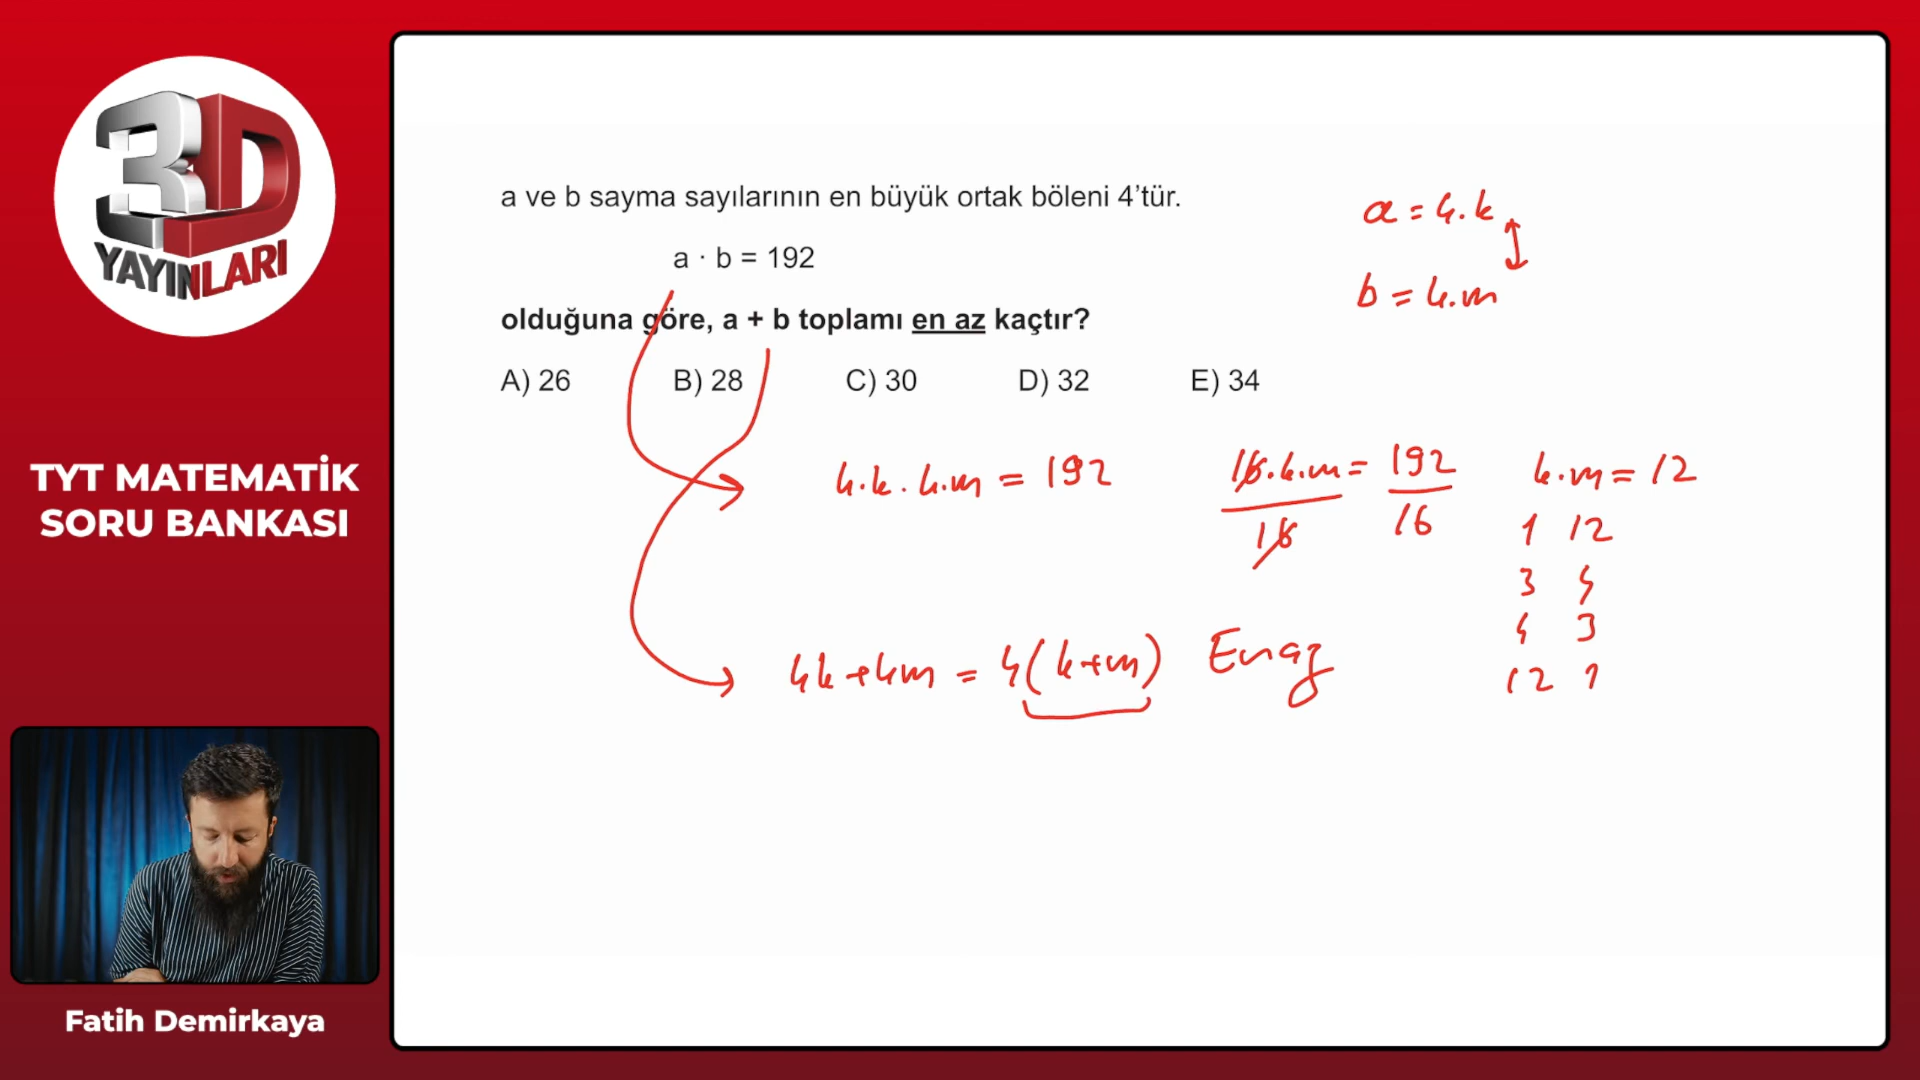 3D
YAYINLARI
TYT MATEMATİK
SORU BANKASI
Fatih Demirkaya
a ve b sayma sayılarının en büyük ortak böleni 4’tür.
a · b = 192
olduğuna göre, a + b toplamı en az kaçtır?
A) 26 B) 28 C) 30 D) 32 E) 34
a = 4.k
b = 4.m
4.k.4.m = 192
16.k.m = 192
16 16
k.m = 12
1 12
3 4
4 3
12 1
4k+4m = 4(k+m) En az